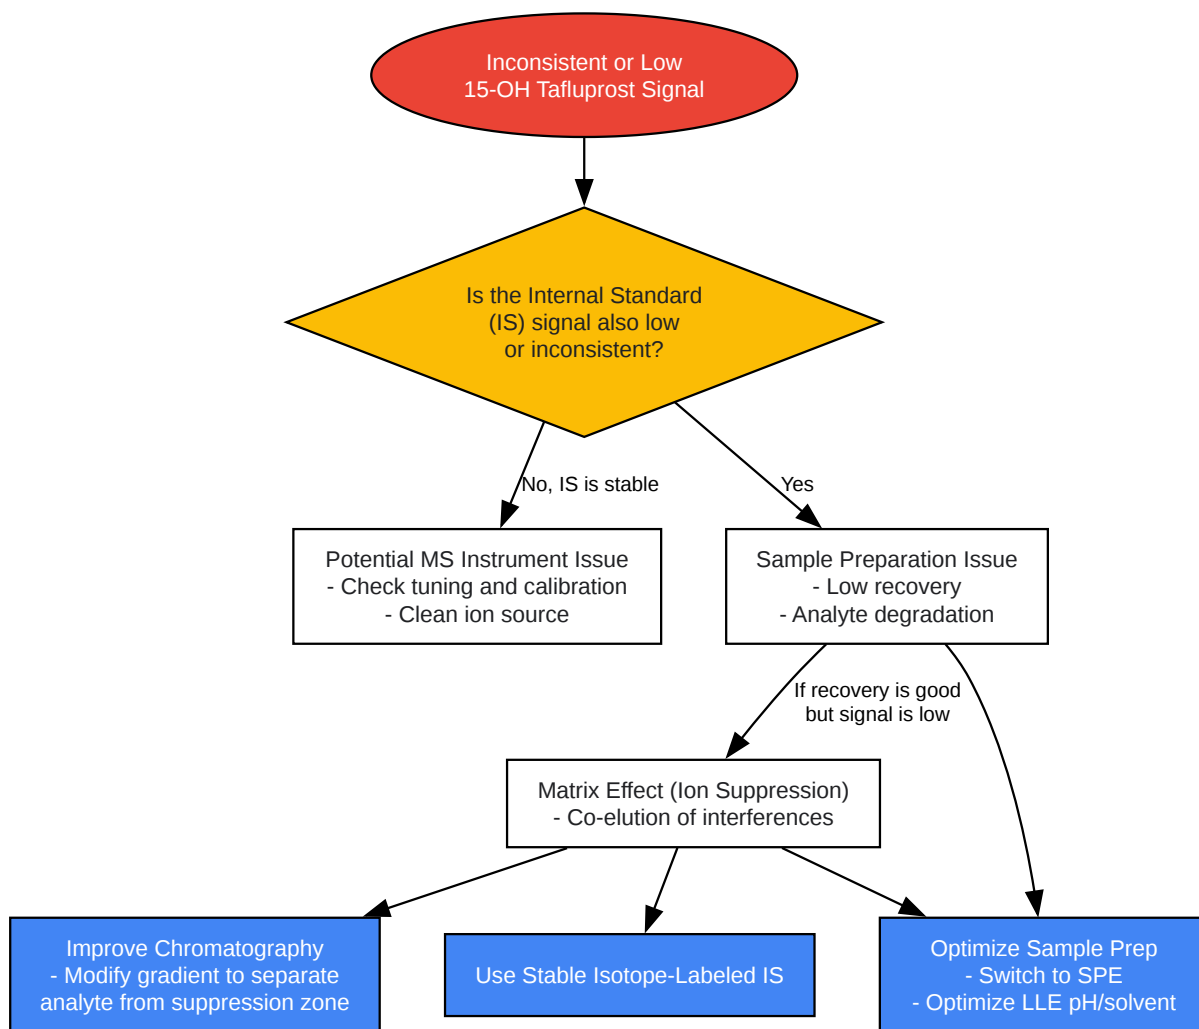 Inconsistent or Low
15-OH Tafluprost Signal
Is the Internal Standard
(IS) signal also low
or inconsistent?
No, IS is stable
Yes
Potential MS Instrument Issue
- Check tuning and calibration
- Clean ion source
Sample Preparation Issue
- Low recovery
- Analyte degradation
If recovery is good
but signal is low
Matrix Effect (Ion Suppression)
- Co-elution of interferences
Improve Chromatography
- Modify gradient to separate
analyte from suppression zone
Use Stable Isotope-Labeled IS
Optimize Sample Prep
- Switch to SPE
- Optimize LLE pH/solvent